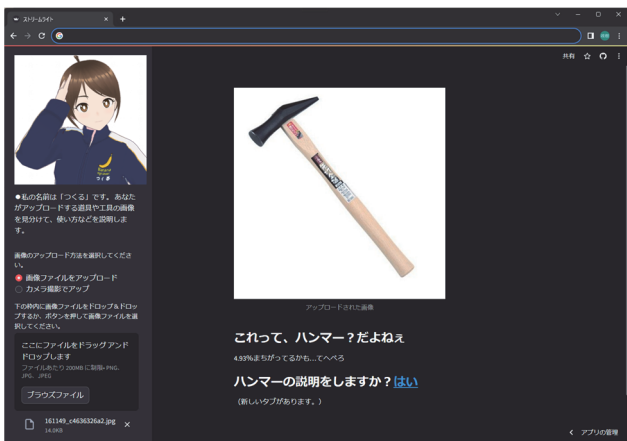 ストリームライト
共有
●私の名前は「つくる」です。あなた
がアップロードする道具や工具の画像
を見分けて、使い方などを説明しま
す。
画像のアップロード方法を選択してくださ
い。
画像ファイルをアップロード
カメラ撮影でアップ
下の枠内に画像ファイルをドロップ&ドロッ
プするか、ボタンを押して画像ファイルを選
択してください。
ここにファイルをドラッグアンド
ドロップします
ファイルあたり 200MB に制限• PNG、
JPG、JPEG
ブラウズファイル
161149_c4636326a2.jpg
14.0KB
アップロードされた画像
これって、ハンマー?だよねぇ
4.93%まちがってるかも...てへぺろ
ハンマーの説明をしますか?はい
(新しいタブがあります。)
アプリの管理